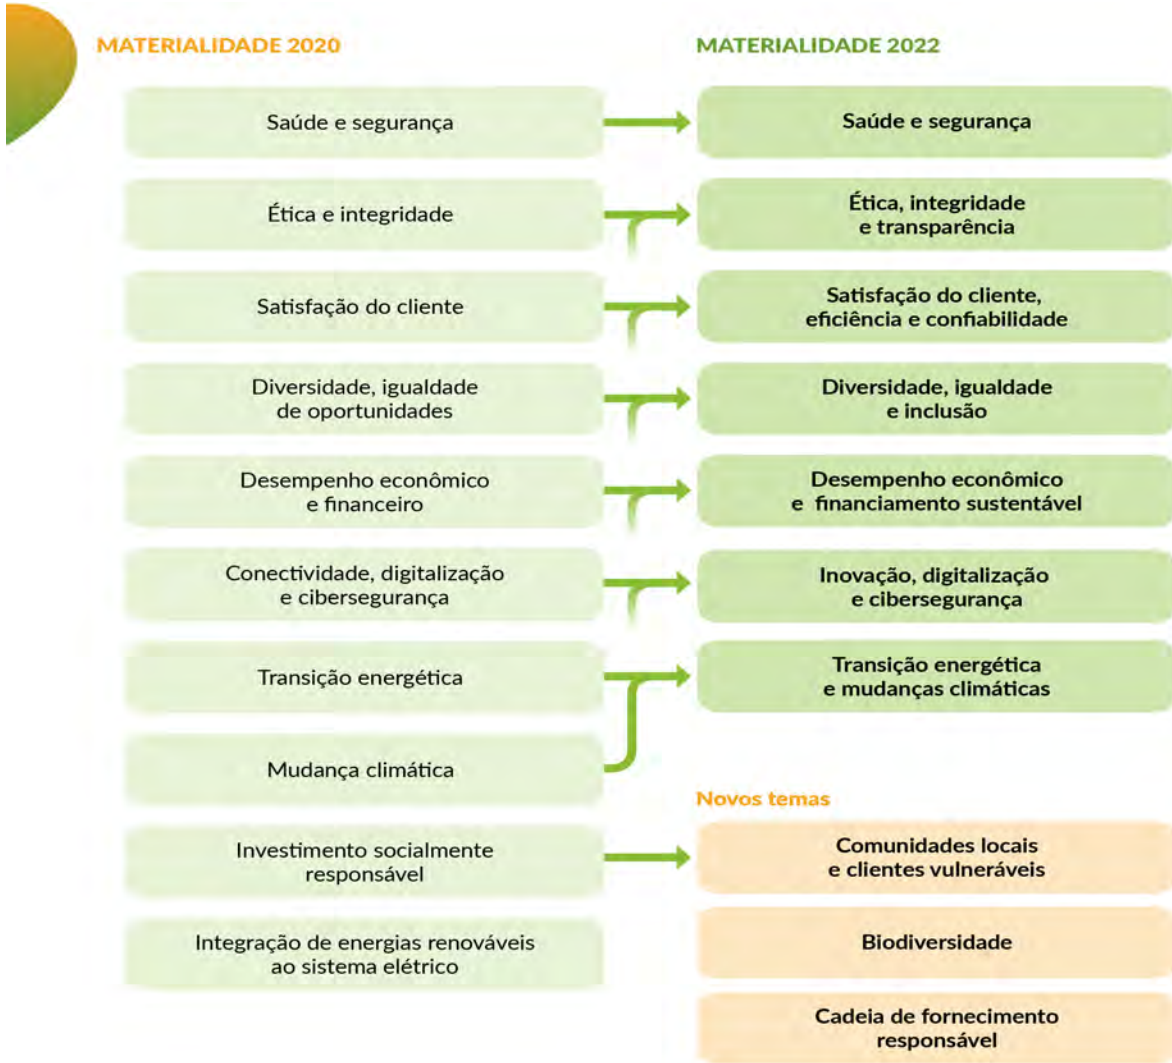 MATERIALIDADE 2020
Saúde e segurança
Ética e integridade
Satisfação do cliente
Diversidade, igualdade
de oportunidades
Desempenho econômico
e financeiro
Conectividade, digitalização
e cibersegurança
Transição energética
Mudança climática
Investimento socialmente
responsável
Integração de energias renováveis
ao sistema elétrico
MATERIALIDADE 2022
Saúde e segurança
Ética, integridade
e transparência
Satisfação do cliente,
eficiência e confiabilidade
Diversidade, igualdade
e inclusão
Desempenho econômico
e financiamento sustentável
Inovação, digitalização
e cibersegurança
Transição energética
e mudanças climáticas
Novos temas
Comunidades locais
e clientes vulneráveis
Biodiversidade
Cadeia de fornecimento
responsável